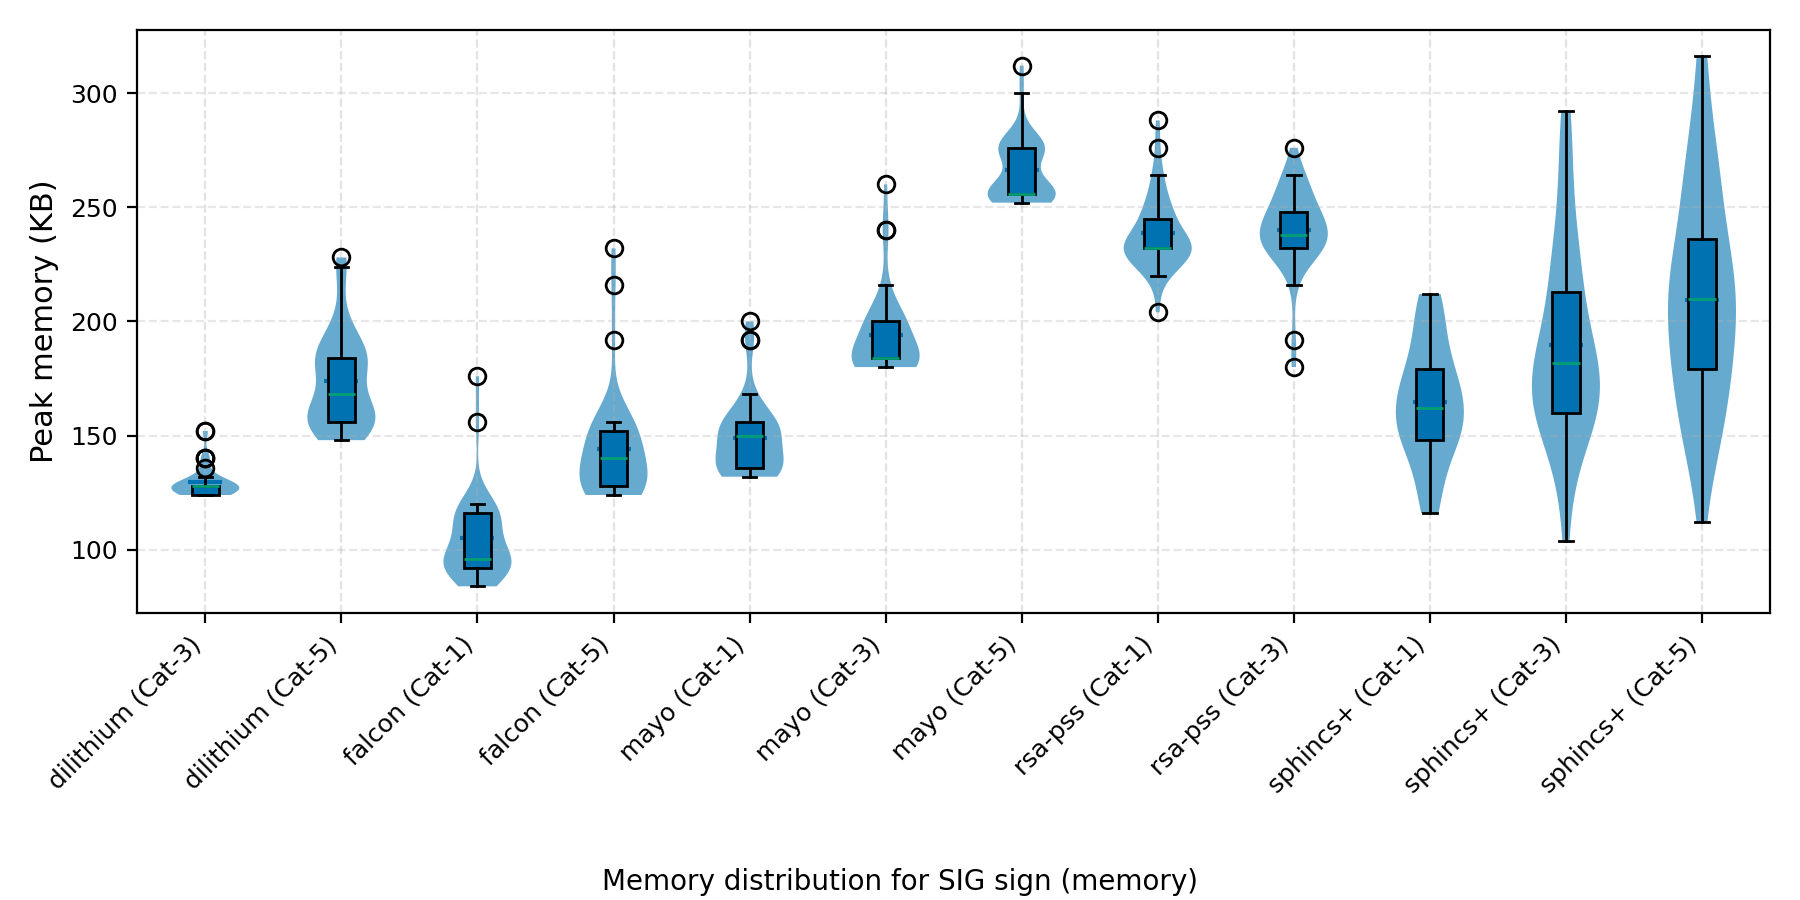 Peak memory (KB)
300
250
200
150
100
dilithium (Cat-3)
dilithium (Cat-5)
falcon (Cat-1)
falcon (Cat-5)
mayo (Cat-1)
mayo (Cat-3)
mayo (Cat-5)
rsa-pss (Cat-1)
rsa-pss (Cat-3)
sphincs+ (Cat-1)
sphincs+ (Cat-3)
sphincs+ (Cat-5)
Memory distribution for SIG sign (memory)